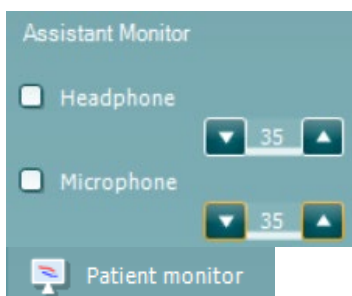 Assistant Monitor
Headphone
35
Microphone
35
Patient monitor